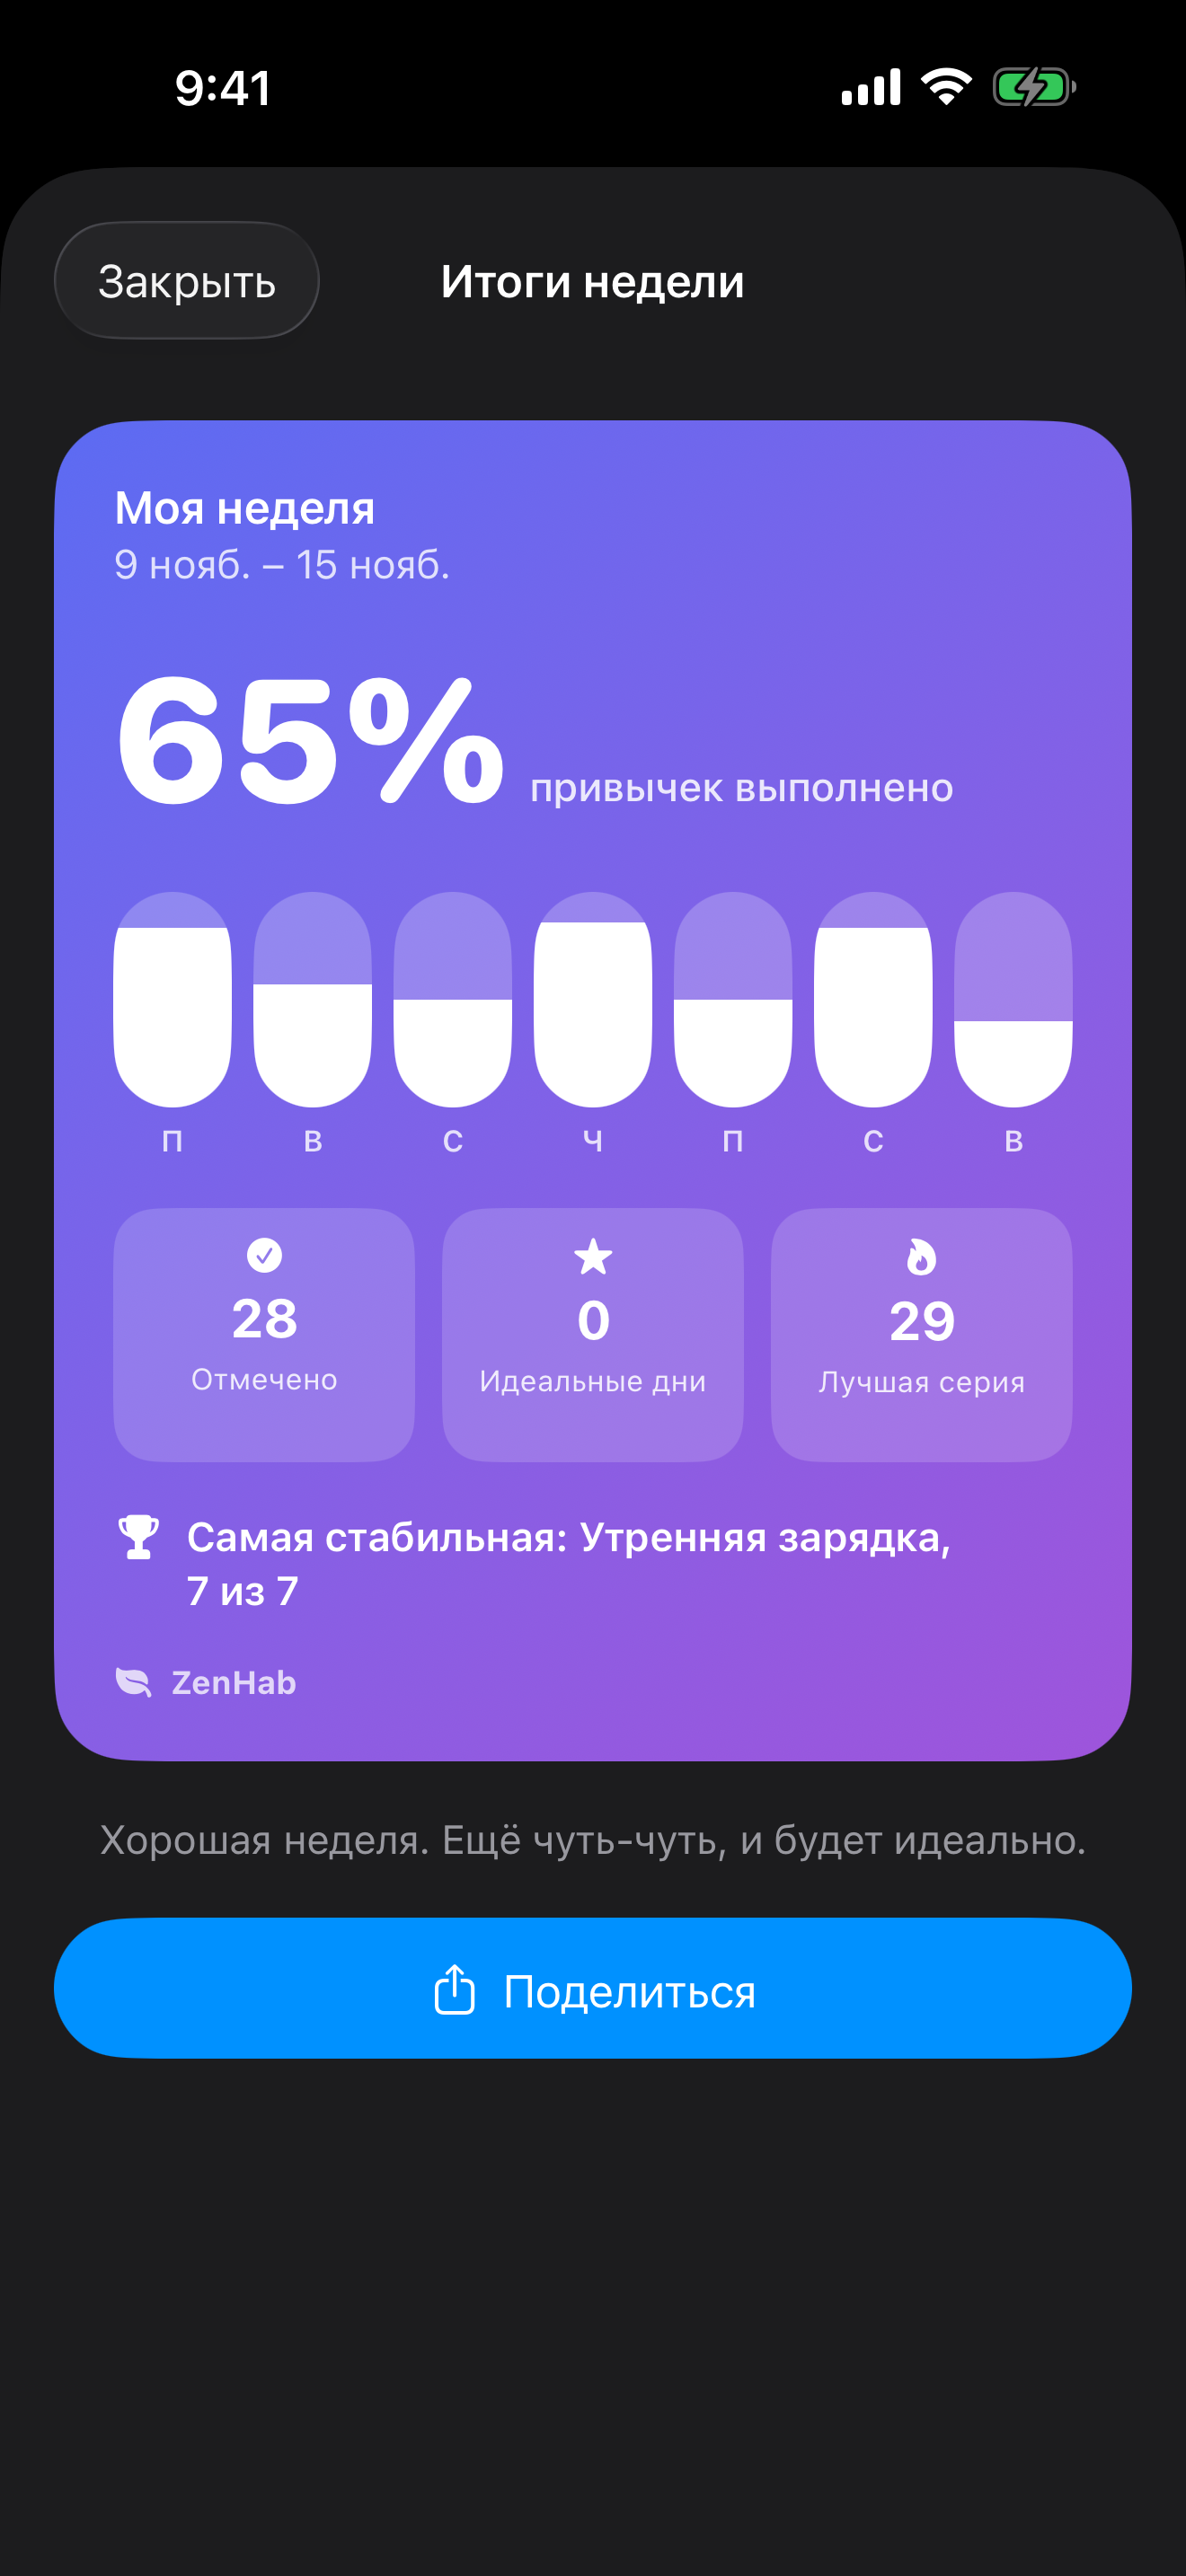 9:41
Закрыть
Итоги недели
Моя неделя
9 нояб. – 15 нояб.
65% привычек выполнено
п в с ч п с в
28 0 29
Отмечено Идеальные дни Лучшая серия
Самая стабильная: Утренняя зарядка,
7 из 7
ZenHab
Хорошая неделя. Ещё чуть-чуть, и будет идеально.
Поделиться